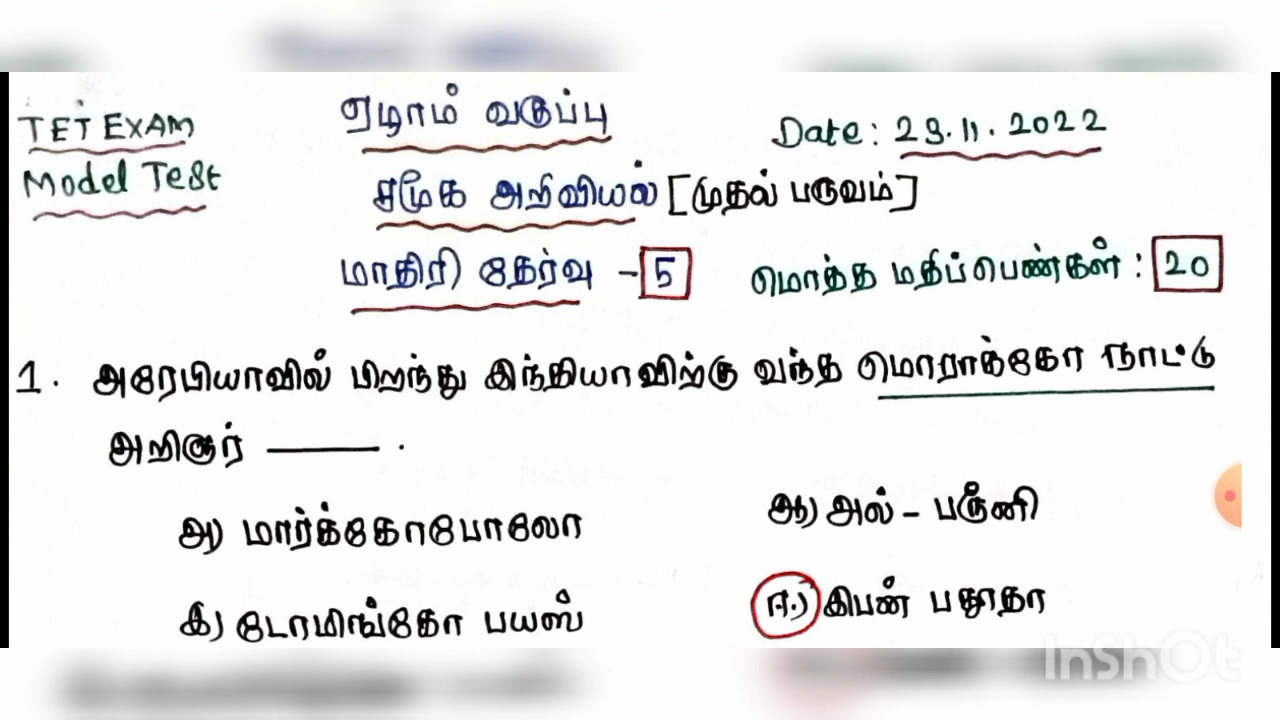 TET EXAM
Model Test
ஏழாம் வகுப்பு
Date: 29.11.2022
சமூக அறிவியல் [முதல் பருவம்]
மாதிரி தேர்வு - 5
மொத்த மதிப்பெண்கள் : 20
1. அரேபியாவில் பிறந்து இந்தியாவிற்கு வந்த மொராக்கோ நாட்டு
அறிஞர் ——— .
அ) மார்க்கோபோலோ
ஆ) அல் - பரூனி
இ) டோமிங்கோ பயஸ்
ஈ) இபன் பதூதா
InShOt